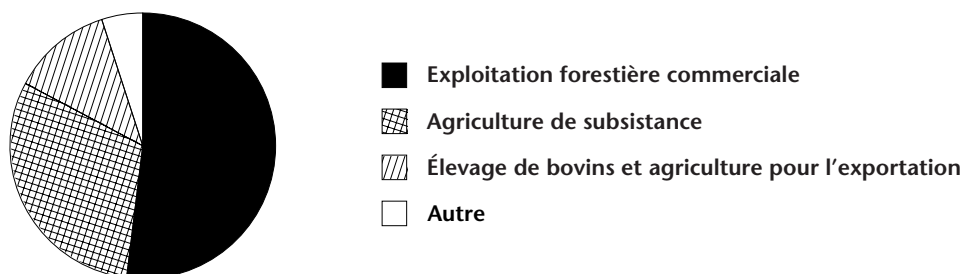 Exploitation forestière commerciale
Agriculture de subsistance
Élevage de bovins et agriculture pour l'exportation
Autre